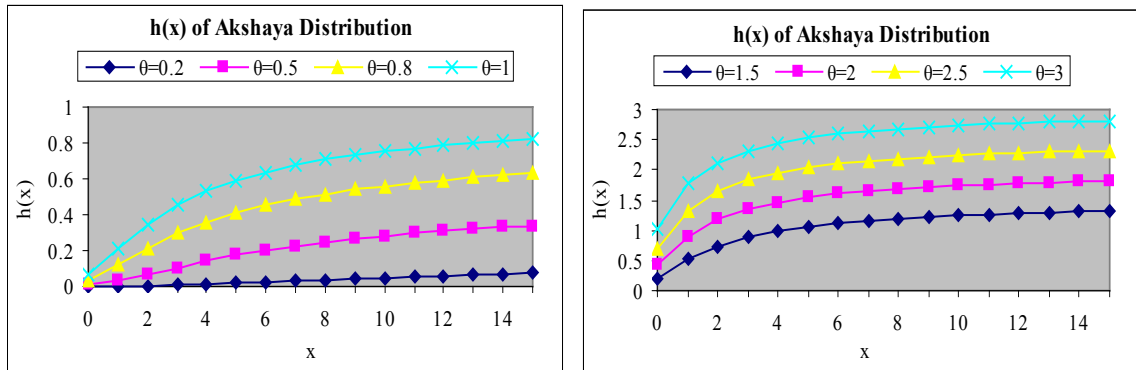 h(x) of Akshaya Distribution
θ=0.2 θ=0.5 θ=0.8 θ=1
1
0.8
0.6
0.4
0.2
0
h(x)
0 2 4 6 8 10 12 14
x
h(x) of Akshaya Distribution
θ=1.5 θ=2 θ=2.5 θ=3
3
2.5
2
1.5
1
0.5
0
h(x)
0 2 4 6 8 10 12 14
x